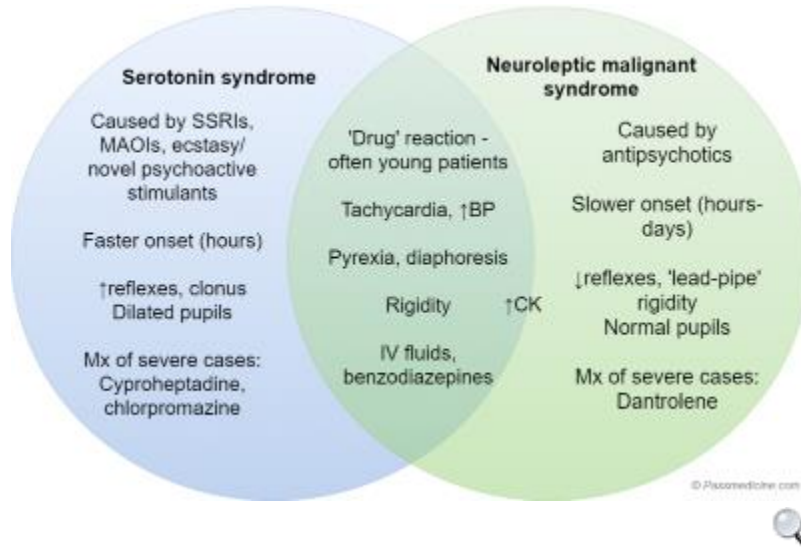 Serotonin syndrome
Caused by SSRIs,
MAOIs, ecstasy/
novel psychoactive
stimulants
Faster onset (hours)
↑reflexes, clonus
Dilated pupils
Mx of severe cases:
Cyproheptadine,
chlorpromazine
'Drug' reaction -
often young patients
Tachycardia, ↑BP
Pyrexia, diaphoresis
Rigidity
↑CK
IV fluids,
benzodiazepines
Neuroleptic malignant
syndrome
Caused by
antipsychotics
Slower onset (hours-
days)
↓reflexes, 'lead-pipe'
rigidity
Normal pupils
Mx of severe cases:
Dantrolene
© Passmedicine.com